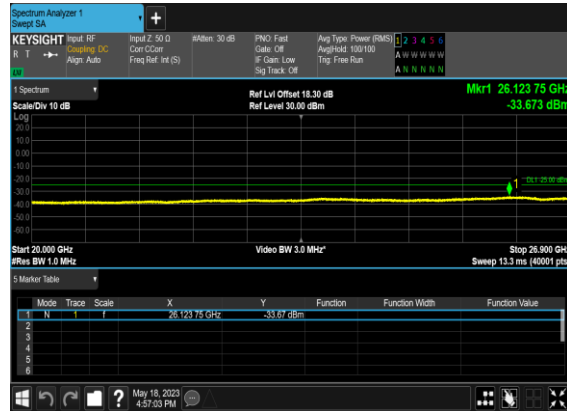 Spectrum Analyzer 1
Swept SA
+
KEYSIGHT Input: RF Input Z: 50 Ω #Atten: 30 dB PNO: Fast Avg Type: Power (RMS) 1 2 3 4 5 6
R T Coupling: DC Corr CCorr Gate: Off Avg|Hold: 100/100 A W W W W W
Align: Auto Freq Ref: Int (S) IF Gain: Low Trig: Free Run A N N N N N
Sig Track: Off
1 Spectrum Ref Lvl Offset 18.30 dB Mkr1 26.123 75 GHz
Scale/Div 10 dB Ref Level 30.00 dBm -33.673 dBm
Log
20.0
10.0
0.00
-10.0
-20.0
-30.0
-40.0
-50.0
-60.0
1 DL1 -25.00 dBm
Start 20.000 GHz Video BW 3.0 MHz* Stop 26.900 GHz
#Res BW 1.0 MHz Sweep 13.3 ms (40001 pts)
5 Marker Table
Mode Trace Scale X Y Function Function Width Function Value
1 N 1 f 26.123 75 GHz -33.67 dBm
2
3
4
5
6
? May 18, 2023
4:57:03 PM